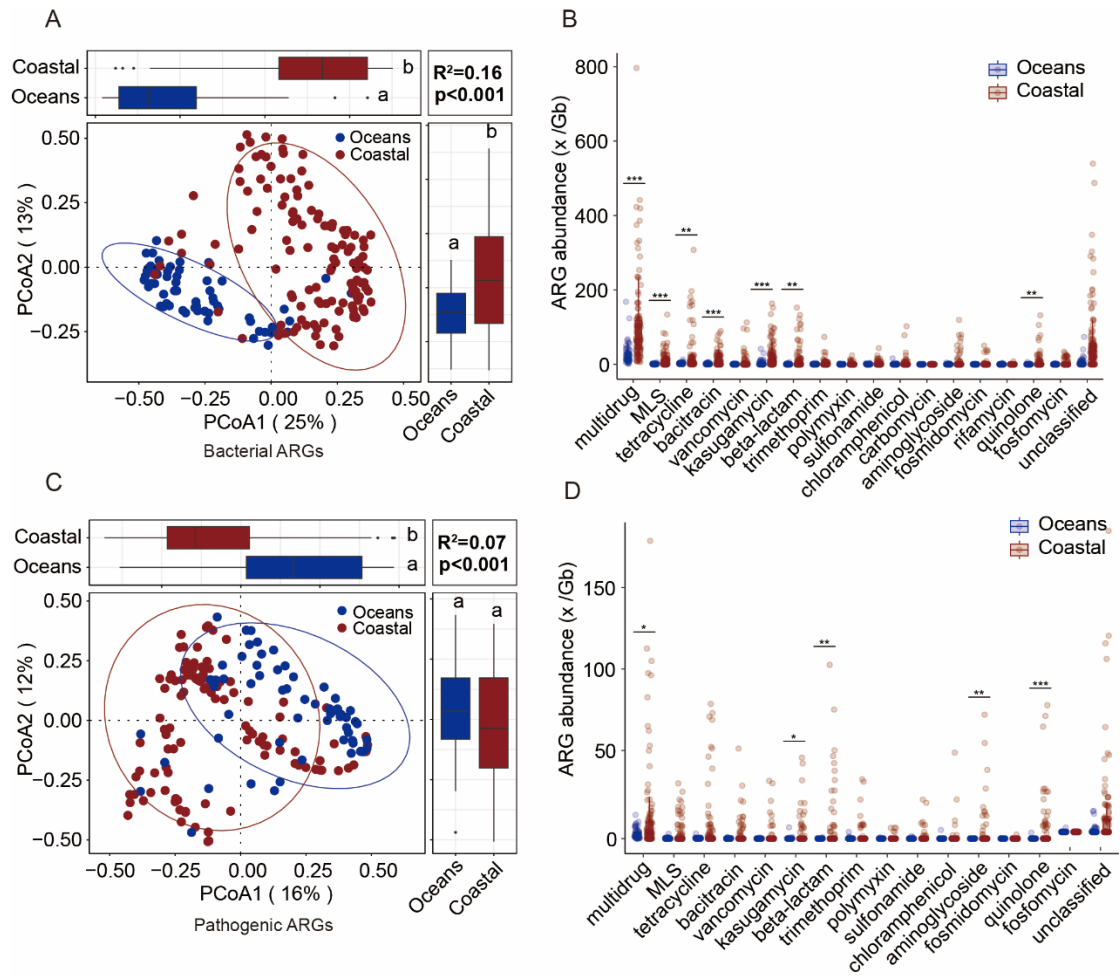 A
Coastal
Oceans
b
a
R²=0.16
p<0.001
Oceans
Coastal
0.50
0.25
0.00
−0.25
PCoA2 ( 13% )
−0.50
−0.25
0.00
0.25
0.50
PCoA1 ( 25% )
Bacterial ARGs
a
b
Oceans
Coastal
B
Oceans
Coastal
ARG abundance (x /Gb)
800
600
400
200
0
***
***
**
***
***
**
**
multidrug
MLS
tetracycline
bacitracin
vancomycin
kasugamycin
beta-lactam
trimethoprim
polymyxin
sulfonamide
chloramphenicol
carbomycin
aminoglycoside
fosmidomycin
rifamycin
quinolone
fosfomycin
unclassified
C
Coastal
Oceans
b
a
R²=0.07
p<0.001
Oceans
Coastal
0.50
0.25
0.00
−0.25
−0.50
PCoA2 ( 12% )
−0.50
−0.25
0.00
0.25
0.50
PCoA1 ( 16% )
Pathogenic ARGs
a
a
Oceans
Coastal
D
Oceans
Coastal
ARG abundance (x /Gb)
150
100
50
0
*
*
**
**
***
multidrug
MLS
tetracycline
bacitracin
vancomycin
kasugamycin
beta-lactam
trimethoprim
polymyxin
sulfonamide
chloramphenicol
aminoglycoside
fosmidomycin
quinolone
fosfomycin
unclassified